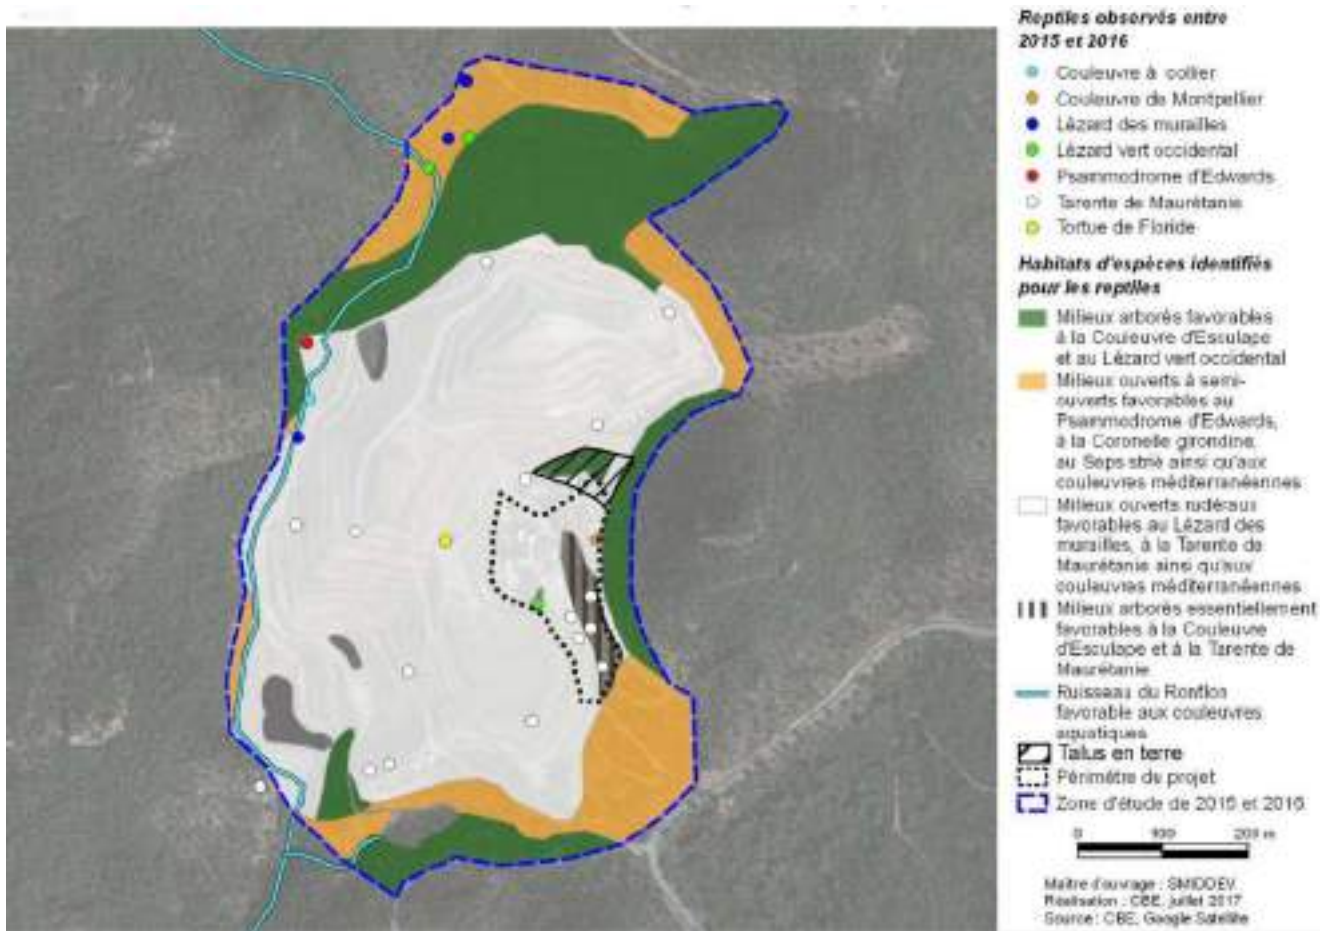 Reptiles observés entre
2015 et 2016
Couleuvre à collier
Couleuvre de Montpellier
Lézard des murailles
Lézard vert occidental
Psammodrome d'Edwards
Tarente de Maurétanie
Tortue de Floride
Habitats d'espèces identifiés
pour les reptiles
Milieux arborés favorables
à la Couleuvre d'Esculape
et au Lézard vert occidental
Milieux ouverts à semi-
ouverts favorables au
Psammodrome d'Edwards,
à la Coronelle girondine,
au Seps strié ainsi qu'aux
couleuvres méditerranéennes
Milieux ouverts rudéraux
favorables au Lézard des
murailles, à la Tarente de
Maurétanie ainsi qu'aux
couleuvres méditerranéennes
Milieux arborés essentiellement
favorables à la Couleuvre
d'Esculape et à la Tarente de
Maurétanie
Ruisseau du Ronflon
favorable aux couleuvres
aquatiques
Talus en terre
Périmètre de projet
Zone d'étude de 2015 et 2016
0 100 200 m
Maître d'ouvrage : SMIDDEV
Réalisation : CBE, juillet 2017
Source : CBE, Google Satellite